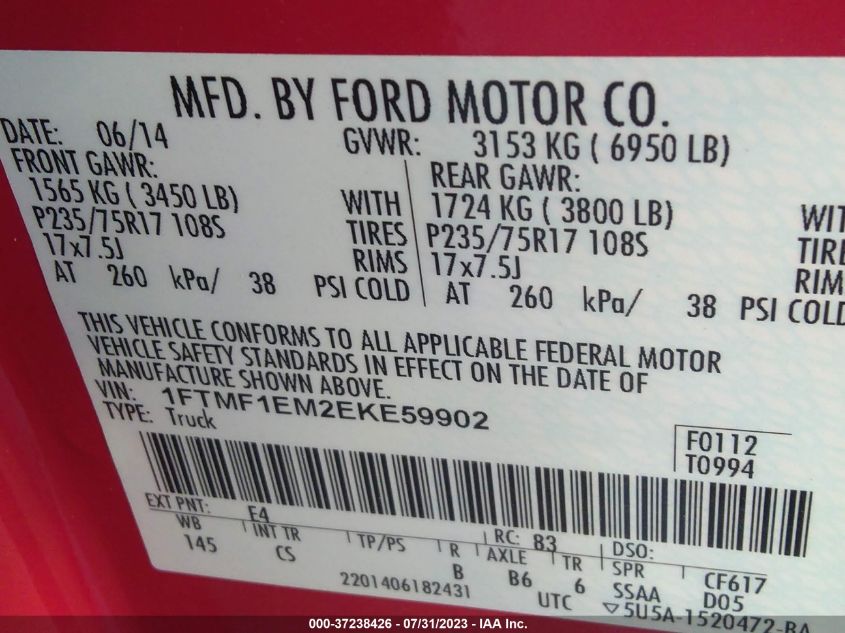 MFD. BY FORD MOTOR CO.
DATE: 06/14 GVWR: 3153 KG ( 6950 LB)
FRONT GAWR: REAR GAWR:
1565 KG ( 3450 LB) WITH 1724 KG ( 3800 LB) WIT
P235/75R17 108S TIRES P235/75R17 108S TIRE
17x7.5J RIMS 17x7.5J RIM
AT 260 kPa/ 38 PSI COLD AT 260 kPa/ 38 PSI COLD
THIS VEHICLE CONFORMS TO ALL APPLICABLE FEDERAL MOTOR
VEHICLE SAFETY STANDARDS IN EFFECT ON THE DATE OF
MANUFACTURE SHOWN ABOVE.
VIN: 1FTMF1EM2EKE59902
TYPE: Truck
F0112
T0994
EXT PNT: E4 RC: 83 DSO:
WB INT TR TP/PS R AXLE TR SPR
145 CS B B6 6 SSAA CF617
D05
2201406182431 UTC ▽5U5A-1520472-BA
000-37238426 - 07/31/2023 - IAA Inc.